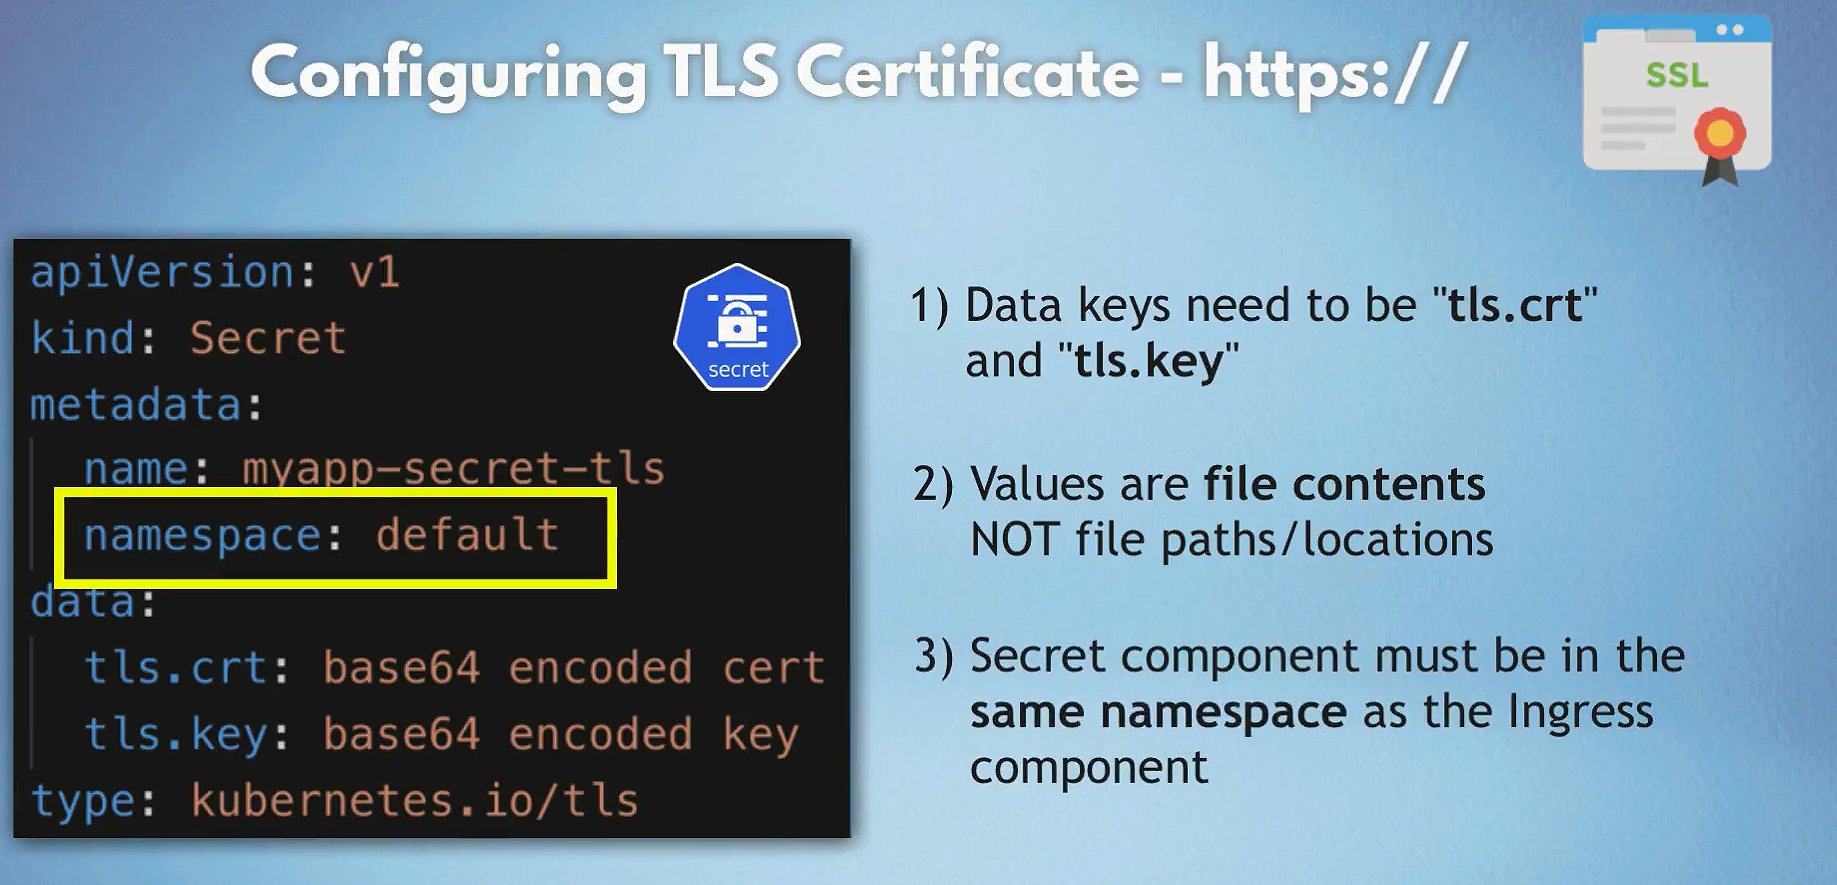 Configuring TLS Certificate - https://
SSL
apiVersion: v1
kind: Secret
metadata:
name: myapp-secret-tls
namespace: default
data:
tls.crt: base64 encoded cert
tls.key: base64 encoded key
type: kubernetes.io/tls
secret
1) Data keys need to be "tls.crt"
and "tls.key"
2) Values are file contents
NOT file paths/locations
3) Secret component must be in the
same namespace as the Ingress
component